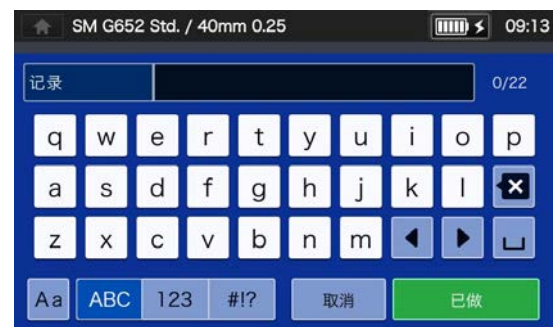 SM G652 Std. / 40mm 0.25 09:13
记录 0/22
q w e r t y u i o p
a s d f g h j k l
z x c v b n m
Aa ABC 123 #!? 取消 已做